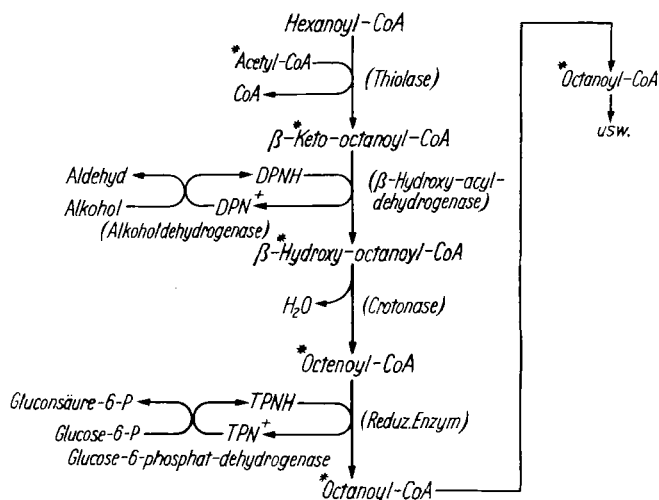 Hexanoyl-CoA
*Acetyl-CoA
CoA
(Thiolase)
β-*Keto-octanoyl-CoA
Aldehyd
DPNH
Alkohol
DPN+
(Alkoholdehydrogenase)
(β-Hydroxy-acyl-
dehydrogenase)
β-*Hydroxy-octanoyl-CoA
H2O
(Crotonase)
*Octenoyl-CoA
Gluconsäure-6-P
TPNH
Glucose-6-P
TPN+
(Reduz.Enzym)
Glucose-6-phosphat-dehydrogenase
*Octanoyl-CoA
*Octanoyl-CoA
usw.